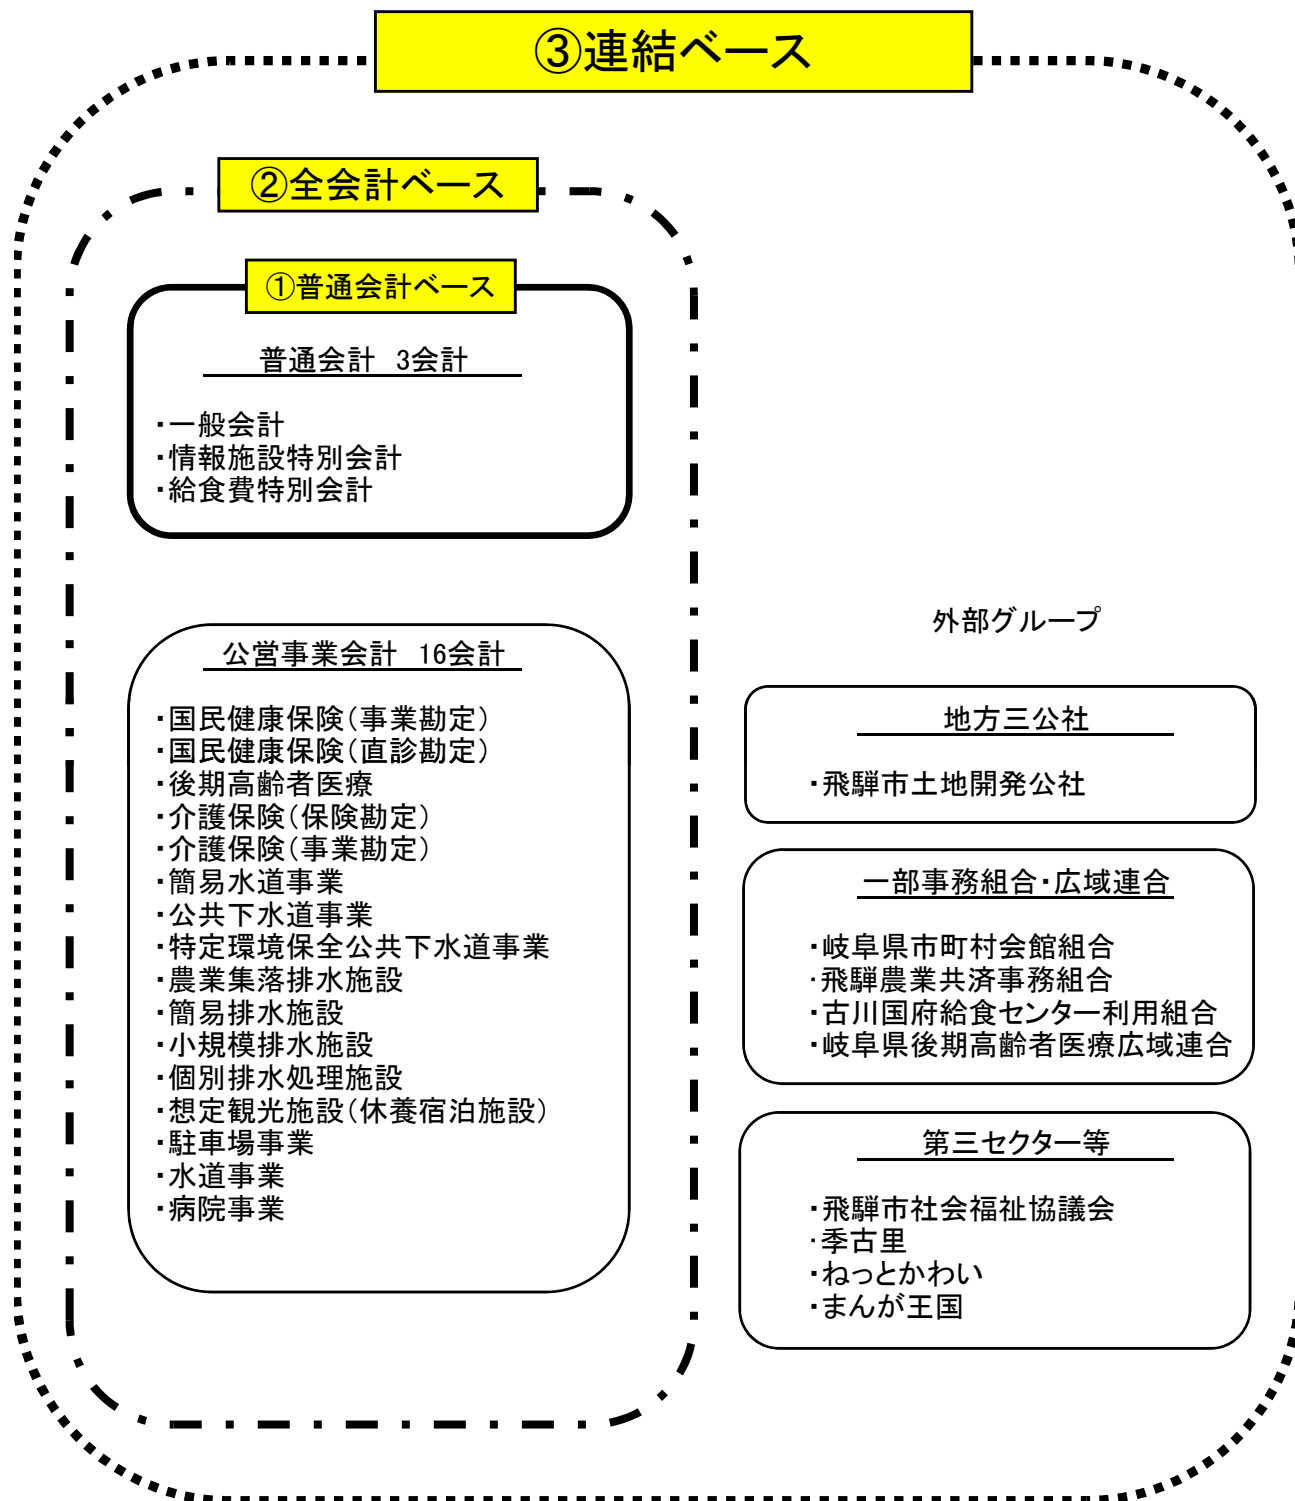 ③連結ベース
②全会計ベース
①普通会計ベース
普通会計 3会計
・一般会計
・情報施設特別会計
・給食費特別会計
公営事業会計 16会計
・国民健康保険(事業勘定)
・国民健康保険(直診勘定)
・後期高齢者医療
・介護保険(保険勘定)
・介護保険(事業勘定)
・簡易水道事業
・公共下水道事業
・特定環境保全公共下水道事業
・農業集落排水施設
・簡易排水施設
・小規模排水施設
・個別排水処理施設
・想定観光施設(休養宿泊施設)
・駐車場事業
・水道事業
・病院事業
外部グループ
地方三公社
・飛騨市土地開発公社
一部事務組合・広域連合
・岐阜県市町村会館組合
・飛騨農業共済事務組合
・古川国府給食センター利用組合
・岐阜県後期高齢者医療広域連合
第三セクター等
・飛騨市社会福祉協議会
・季古里
・ねっとかわい
・まんが王国